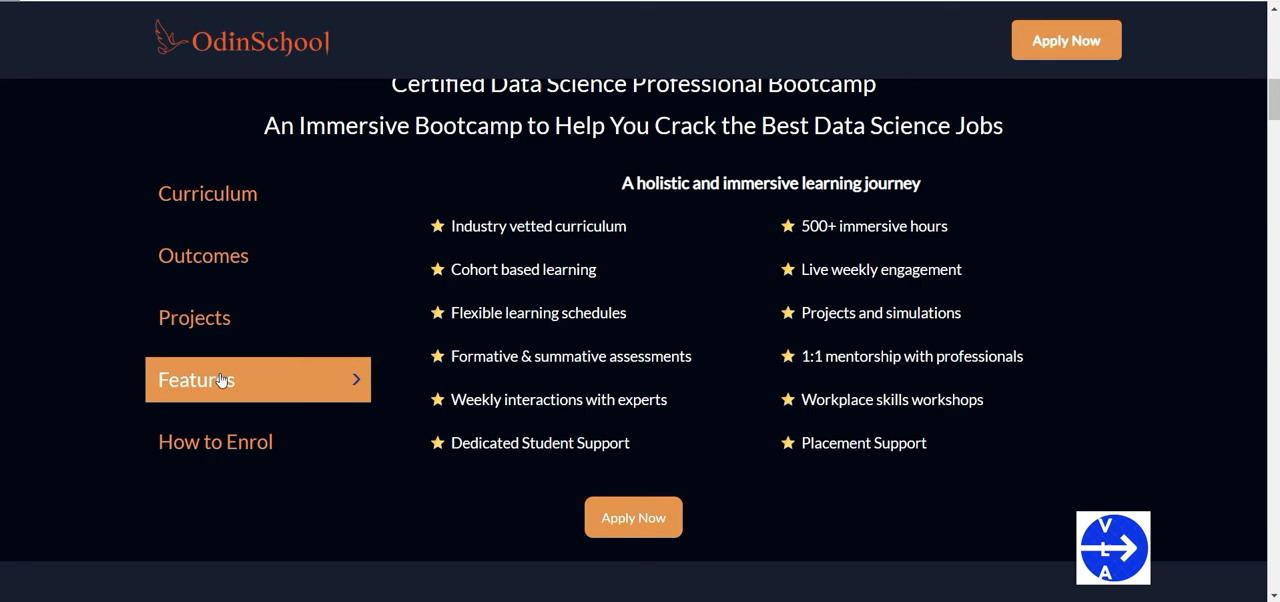 OdinSchool
Apply Now
Certified Data Science Professional Bootcamp
An Immersive Bootcamp to Help You Crack the Best Data Science Jobs
Curriculum
Outcomes
Projects
Features
How to Enrol
A holistic and immersive learning journey
Industry vetted curriculum
500+ immersive hours
Cohort based learning
Live weekly engagement
Flexible learning schedules
Projects and simulations
Formative & summative assessments
1:1 mentorship with professionals
Weekly interactions with experts
Workplace skills workshops
Dedicated Student Support
Placement Support
Apply Now
V
L
A